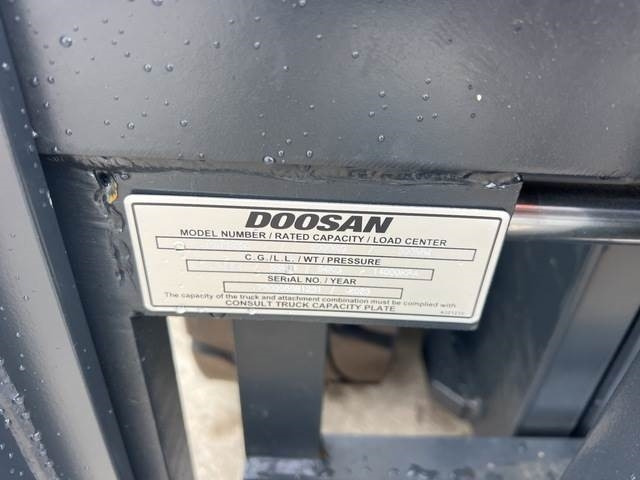 DOOSAN
MODEL NUMBER / RATED CAPACITY / LOAD CENTER
C.G./L.L. / WT / PRESSURE
SERIAL NO. / YEAR
The capacity of the truck and attachment combination must be complied with
CONSULT TRUCK CAPACITY PLATE